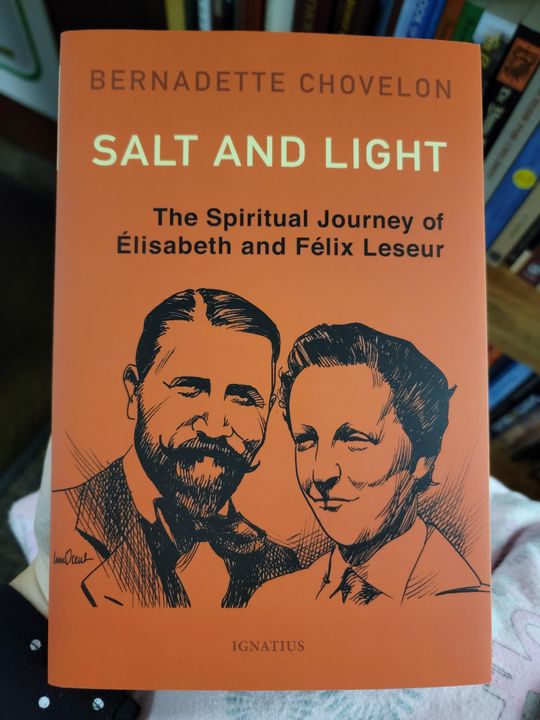 BERNADETTE CHOVELON
SALT AND LIGHT
The Spiritual Journey of
Élisabeth and Félix Leseur
IGNATIUS